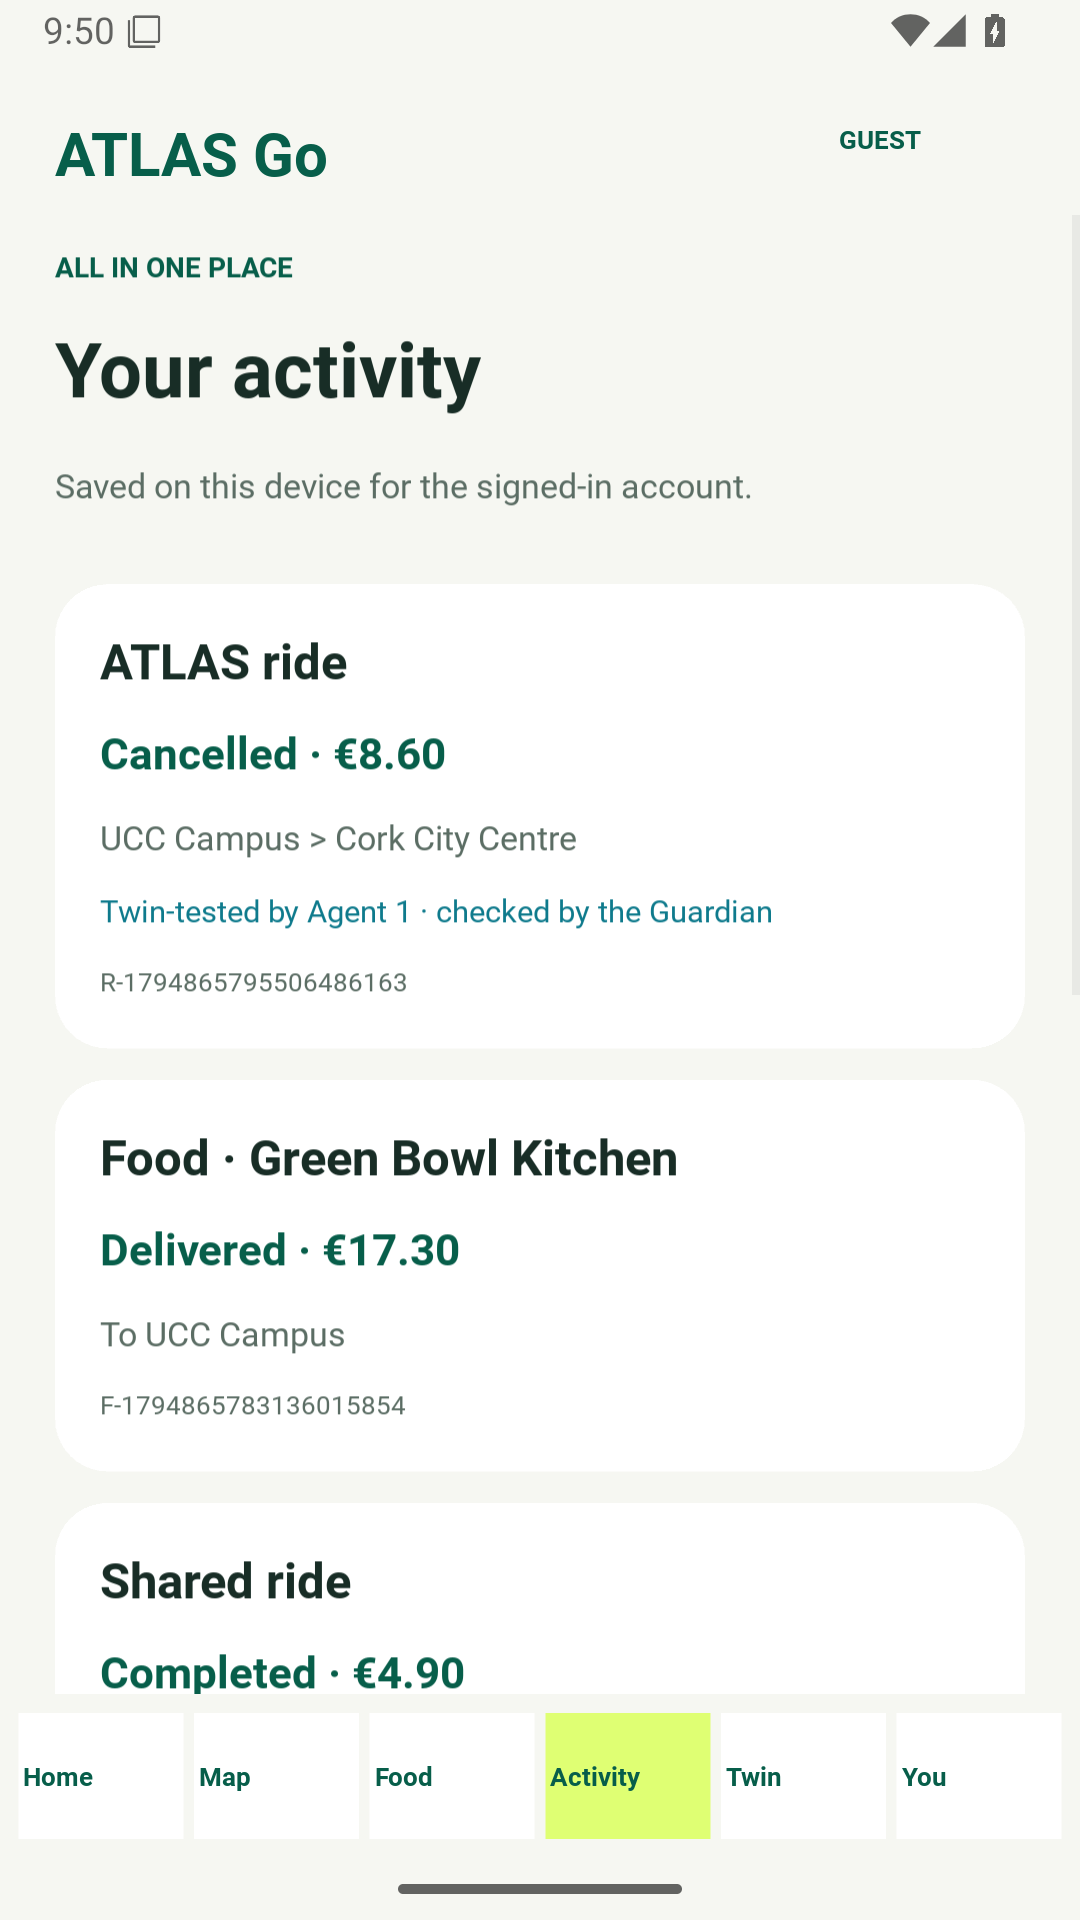 9:50
ATLAS Go
GUEST
ALL IN ONE PLACE
Your activity
Saved on this device for the signed-in account.
ATLAS ride
Cancelled · €8.60
UCC Campus > Cork City Centre
Twin-tested by Agent 1 · checked by the Guardian
R-1794865795506486163
Food · Green Bowl Kitchen
Delivered · €17.30
To UCC Campus
F-1794865783136015854
Shared ride
Completed · €4.90
Home
Map
Food
Activity
Twin
You